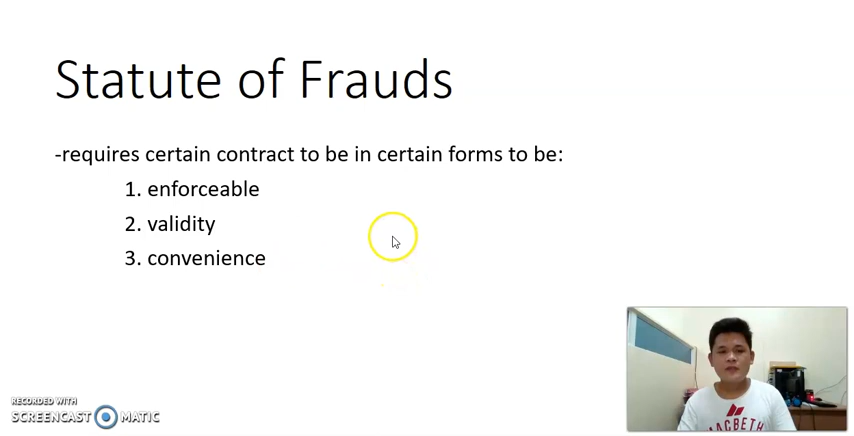 Statute of Frauds
-requires certain contract to be in certain forms to be:
1. enforceable
2. validity
3. convenience
RECORDED WITH
SCREENCAST MATIC
MACBETH